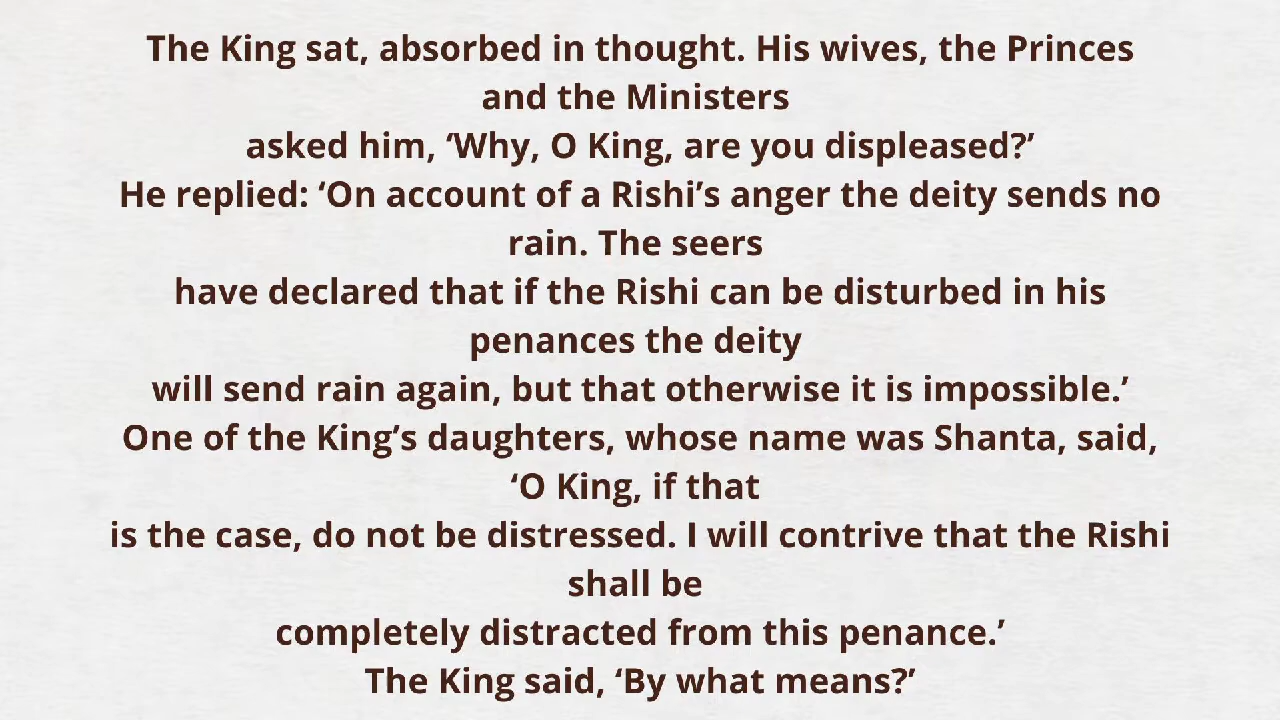 The King sat, absorbed in thought. His wives, the Princes
and the Ministers
asked him, ‘Why, O King, are you displeased?’
He replied: ‘On account of a Rishi’s anger the deity sends no
rain. The seers
have declared that if the Rishi can be disturbed in his
penances the deity
will send rain again, but that otherwise it is impossible.’
One of the King’s daughters, whose name was Shanta, said,
‘O King, if that
is the case, do not be distressed. I will contrive that the Rishi
shall be
completely distracted from this penance.’
The King said, ‘By what means?’